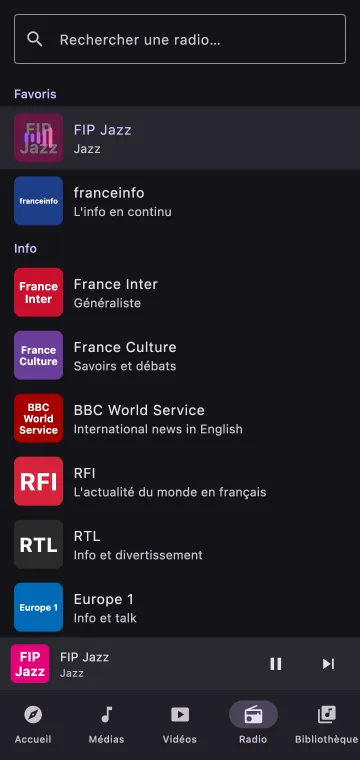 Rechercher une radio…
Favoris
FIP
Jazz
FIP Jazz
Jazz
franceinfo
franceinfo
L'info en continu
Info
France
Inter
France Inter
Généraliste
France
Culture
France Culture
Savoirs et débats
BBC
World
Service
BBC World Service
International news in English
RFI
RFI
L'actualité du monde en français
RTL
RTL
Info et divertissement
Europe 1
Europe 1
Info et talk
FIP
Jazz
FIP Jazz
Jazz
Accueil
Médias
Vidéos
Radio
Bibliothèque